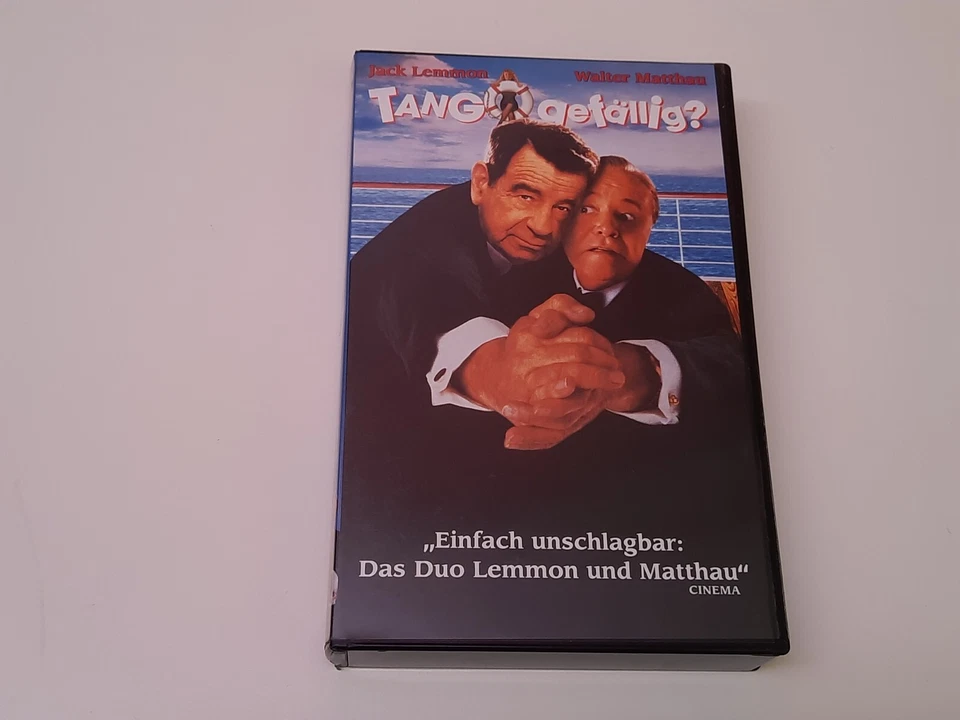 Jack Lemmon Walter Matthau
TANGO gefällig?
„Einfach unschlagbar:
Das Duo Lemmon und Matthau“
CINEMA